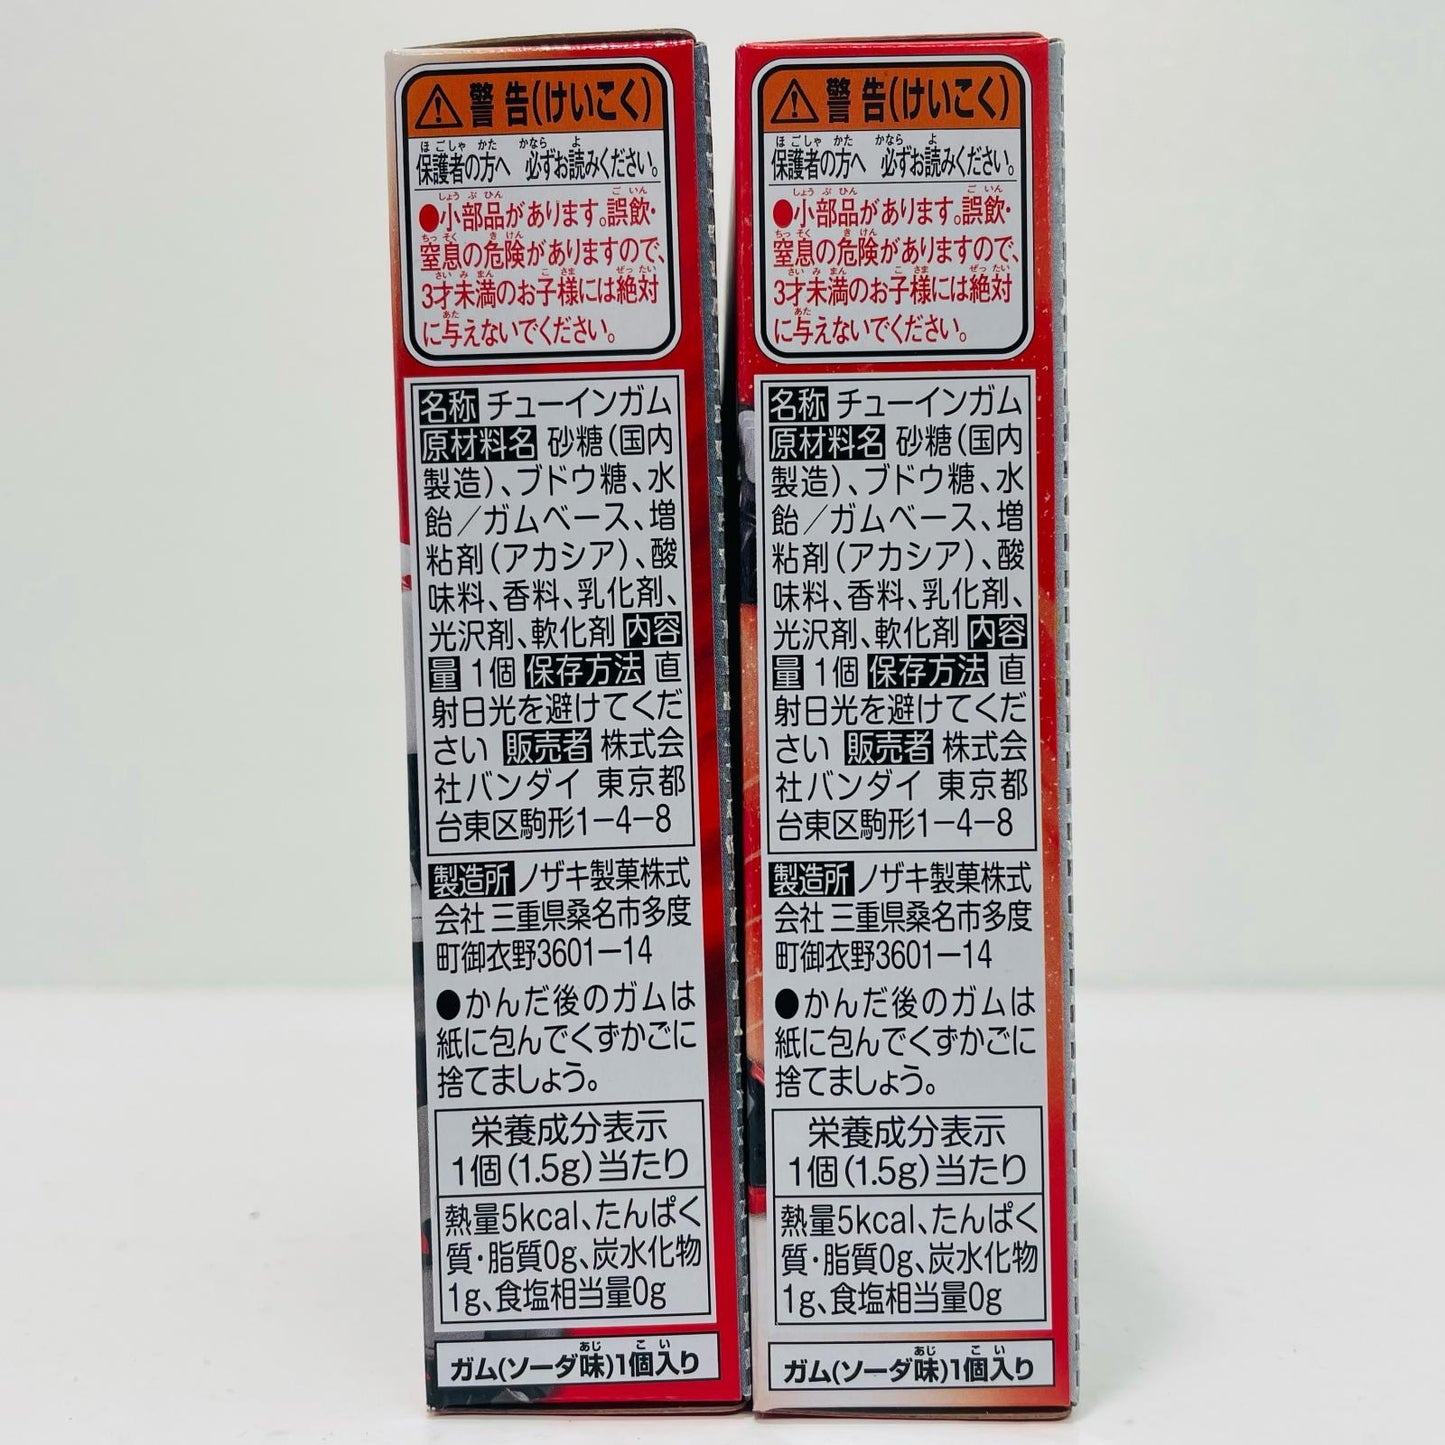 警告(けいこく)
保護者の方へ 必ずお読みください。
●小部品があります。誤飲・
窒息の危険がありますので、
3才未満のお子様には絶対
に与えないでください。
名称 チューインガム
原材料名 砂糖(国内
製造)、ブドウ糖、水
飴/ガムベース、増
粘剤(アカシア)、酸
味料、香料、乳化剤、
光沢剤、軟化剤 内容
量 1個 保存方法 直
射日光を避けてくだ
さい 販売者 株式会
社バンダイ 東京都
台東区駒形1-4-8
製造所 ノザキ製菓株式
会社 三重県桑名市多度
町御衣野3601-14
●かんだ後のガムは
紙に包んでくずかごに
捨てましょう。
栄養成分表示
1個(1.5g)当たり
熱量5kcal、たんぱく
質・脂質0g、炭水化物
1g、食塩相当量0g
ガム(ソーダ味)1個入り
警告(けいこく)
保護者の方へ 必ずお読みください。
●小部品があります。誤飲・
窒息の危険がありますので、
3才未満のお子様には絶対
に与えないでください。
名称 チューインガム
原材料名 砂糖(国内
製造)、ブドウ糖、水
飴/ガムベース、増
粘剤(アカシア)、酸
味料、香料、乳化剤、
光沢剤、軟化剤 内容
量 1個 保存方法 直
射日光を避けてくだ
さい 販売者 株式会
社バンダイ 東京都
台東区駒形1-4-8
製造所 ノザキ製菓株式
会社 三重県桑名市多度
町御衣野3601-14
●かんだ後のガムは
紙に包んでくずかごに
捨てましょう。
栄養成分表示
1個(1.5g)当たり
熱量5kcal、たんぱく
質・脂質0g、炭水化物
1g、食塩相当量0g
ガム(ソーダ味)1個入り